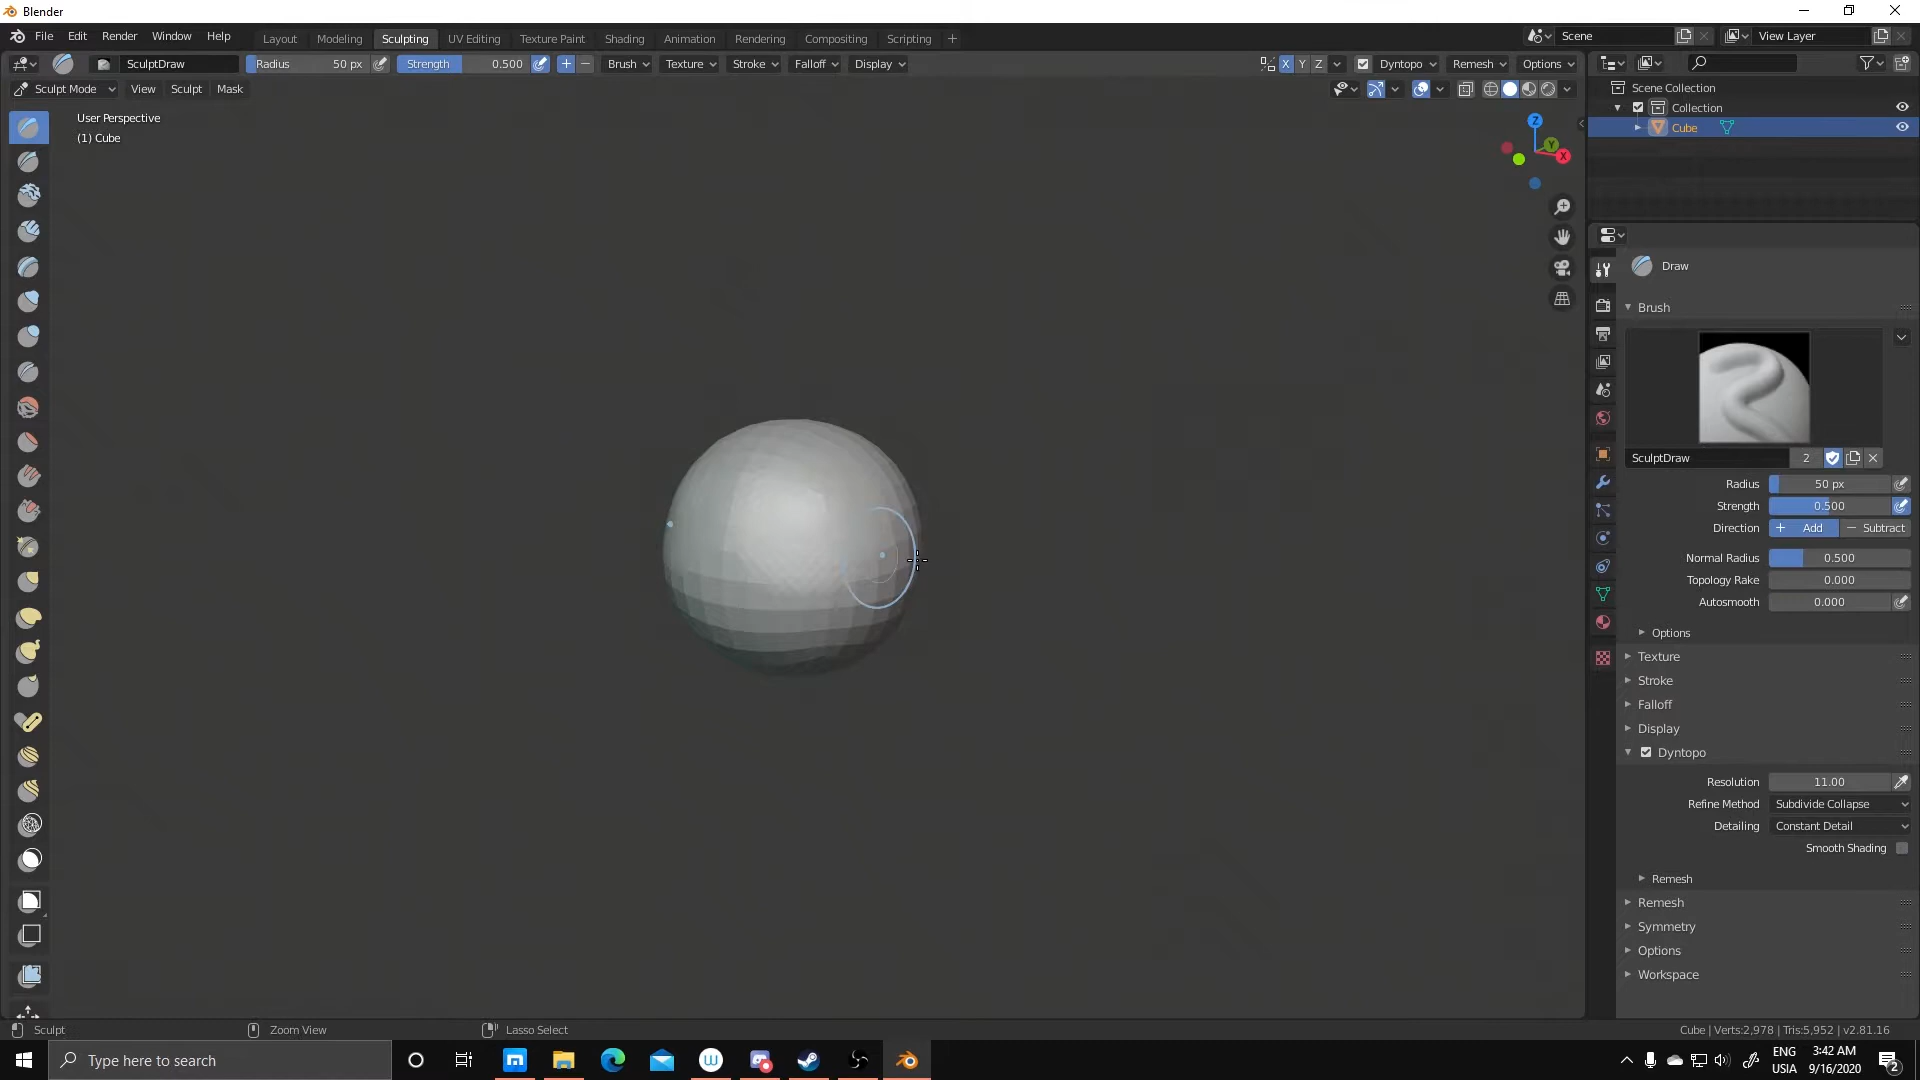 Blender
File Edit Render Window Help Layout Modeling Sculpting UV Editing Texture Paint Shading Animation Rendering Compositing Scripting + Scene View Layer
SculptDraw Radius 50 px Strength 0.500 + − Brush Texture Stroke Falloff Display X Y Z Dyntopo Remesh Options
Sculpt Mode View Sculpt Mask
Scene Collection
Collection
Cube
User Perspective
(1) Cube
Z
Y
X
Draw
Brush
SculptDraw 2
Radius 50 px
Strength 0.500
Direction + Add − Subtract
Normal Radius 0.500
Topology Rake 0.000
Autosmooth 0.000
Options
Texture
Stroke
Falloff
Display
Dyntopo
Resolution 11.00
Refine Method Subdivide Collapse
Detailing Constant Detail
Smooth Shading
Remesh
Remesh
Symmetry
Options
Workspace
Sculpt Zoom View Lasso Select Cube | Verts:2,978 | Tris:5,952 | v2.81.16
Type here to search
ENG
USIA
3:42 AM
9/16/2020
2